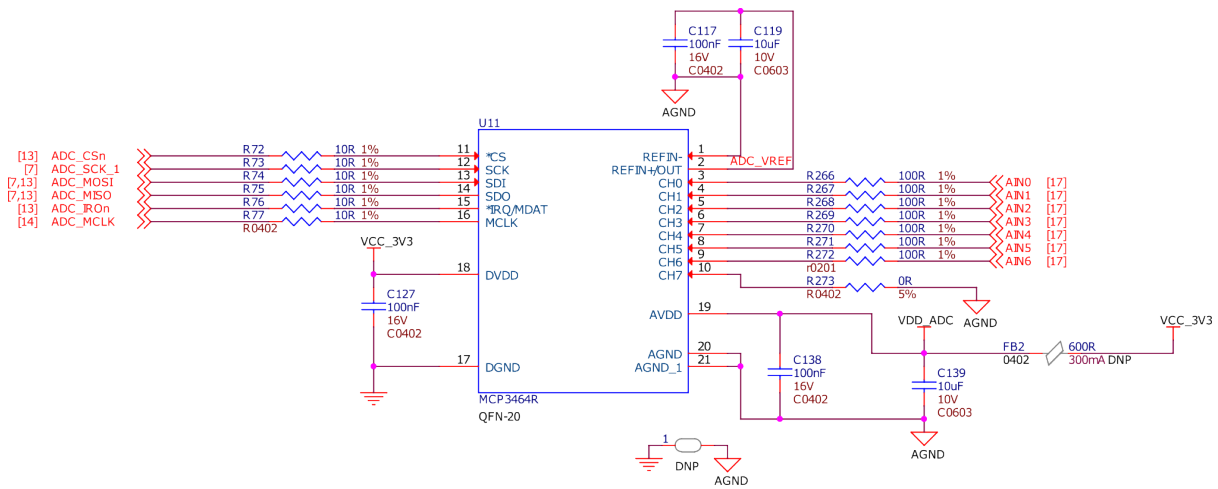 C117
100nF
16V
C0402
C119
10uF
10V
C0603
AGND
U11
[13] ADC_CSn
R72 10R 1%
11 *CS
[7] ADC_SCK_1
R73 10R 1%
12 SCK
[7,13] ADC_MOSI
R74 10R 1%
13 SDI
[7,13] ADC_MISO
R75 10R 1%
14 SDO
[13] ADC_IRQn
R76 10R 1%
15 *IRQ/MDAT
[14] ADC_MCLK
R77 10R 1%
16 MCLK
R0402
REFIN- 1
REFIN+/OUT 2
ADC_VREF
CH0 3
R266 100R 1%
AIN0 [17]
CH1 4
R267 100R 1%
AIN1 [17]
CH2 5
R268 100R 1%
AIN2 [17]
CH3 6
R269 100R 1%
AIN3 [17]
CH4 7
R270 100R 1%
AIN4 [17]
CH5 8
R271 100R 1%
AIN5 [17]
CH6 9
R272 100R 1%
AIN6 [17]
r0201
CH7 10
R273 0R
R0402 5%
AGND
VCC_3V3
18 DVDD
C127
100nF
16V
C0402
17 DGND
AVDD 19
VDD_ADC
VCC_3V3
FB2 600R
0402 300mA DNP
AGND 20
AGND_1 21
C138
100nF
16V
C0402
C139
10uF
10V
C0603
AGND
MCP3464R
QFN-20
1
DNP
AGND